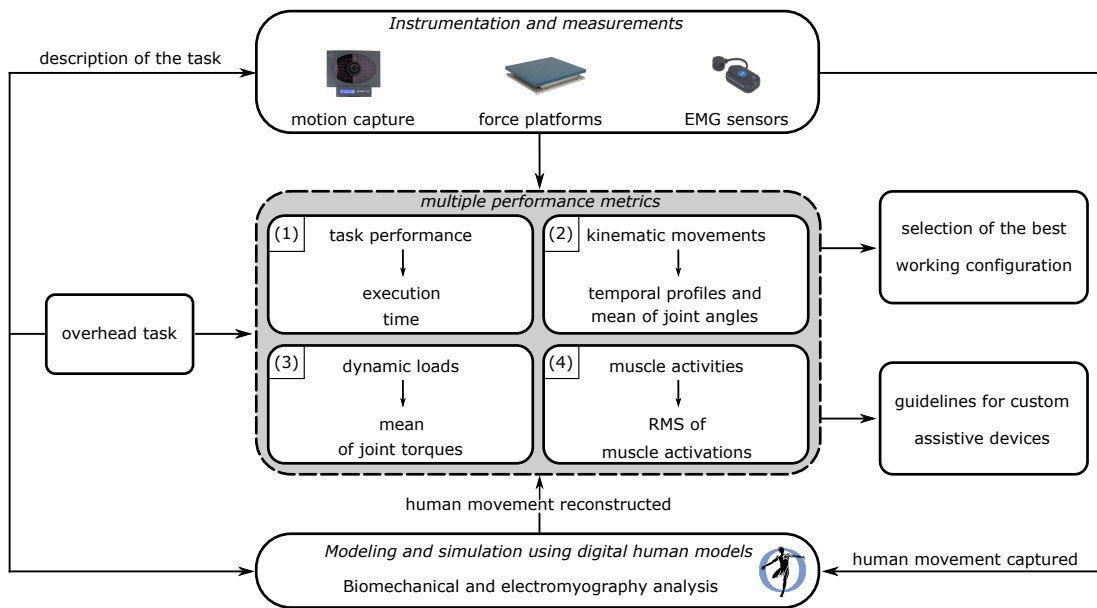 Instrumentation and measurements
description of the task
motion capture
force platforms
EMG sensors
multiple performance metrics
(1)
task performance
execution
time
(2)
kinematic movements
temporal profiles and
mean of joint angles
selection of the best
working configuration
overhead task
(3)
dynamic loads
mean
of joint torques
(4)
muscle activities
RMS of
muscle activations
guidelines for custom
assistive devices
human movement reconstructed
Modeling and simulation using digital human models
Biomechanical and electromyography analysis
human movement captured